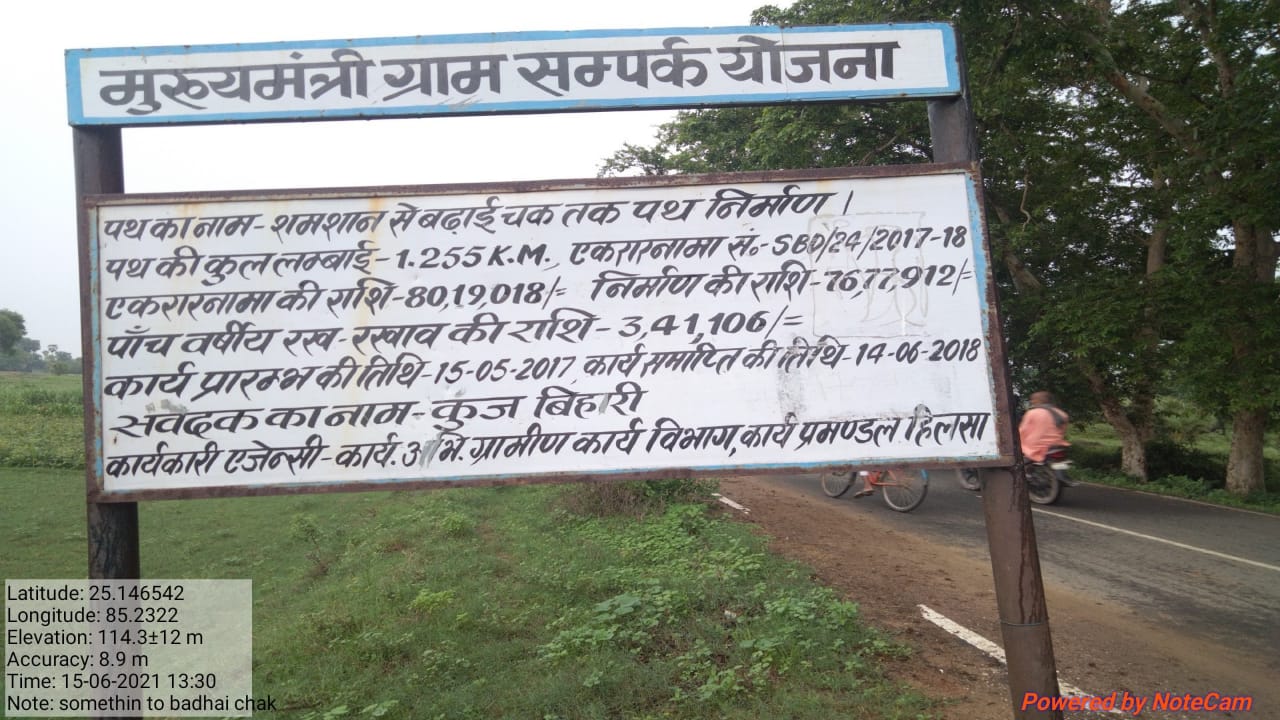 मुख्यमंत्री ग्राम सम्पर्क योजना
पथ का नाम-शमशान से बढ़ाई चक तक पथ निर्माण।
पथ की कुल लम्बाई-1.255 K.M., एकरारनामा सं.-SBD/24/2017-18
एकरारनामा की राशि-80,19,018/= निर्माण की राशि-76,77,912/=
पाँच वर्षीय रख-रखाव की राशि-3,41,106/=
कार्य प्रारम्भ की तिथि-15-05-2017, कार्य समाप्ति की तिथि-14-06-2018
संवदक का नाम-कुंज बिहारी
कार्यकारी एजेन्सी-कार्य. अभि. ग्रामीण कार्य विभाग, कार्य प्रमण्डल हिलसा
Latitude: 25.146542
Longitude: 85.2322
Elevation: 114.3±12 m
Accuracy: 8.9 m
Time: 15-06-2021 13:30
Note: somethin to badhai chak
Powered by NoteCam